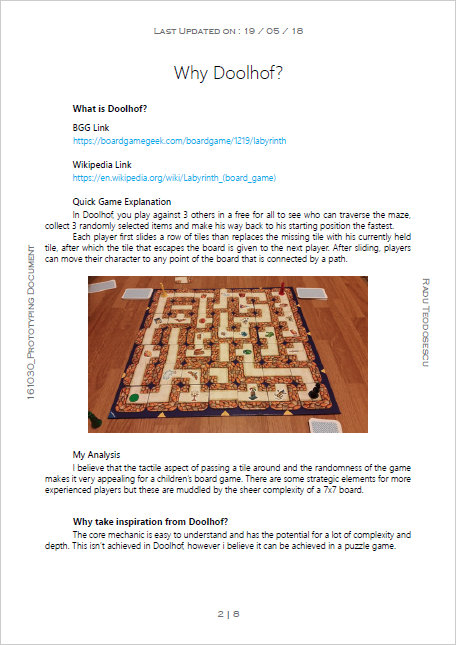 Last Updated on : 19 / 05 / 18
Why Doolhof?
What is Doolhof?
BGG Link
https://boardgamegeek.com/boardgame/1219/labyrinth
Wikipedia Link
https://en.wikipedia.org/wiki/Labyrinth_(board_game)
Quick Game Explanation
In Doolhof, you play against 3 others in a free for all to see who can traverse the maze,
collect 3 randomly selected items and make his way back to his starting position the fastest.
Each player first slides a row of tiles than replaces the missing tile with his currently held
tile, after which the tile that escapes the board is given to the next player. After sliding, players
can move their character to any point of the board that is connected by a path.
161030_Prototyping Document
Radu Teodosescu
My Analysis
I believe that the tactile aspect of passing a tile around and the randomness of the game
makes it very appealing for a children's board game. There are some strategic elements for more
experienced players but these are muddled by the sheer complexity of a 7x7 board.
Why take inspiration from Doolhof?
The core mechanic is easy to understand and has the potential for a lot of complexity and
depth. This isn't achieved in Doolhof, however i believe it can be achieved in a puzzle game.
2 | 8